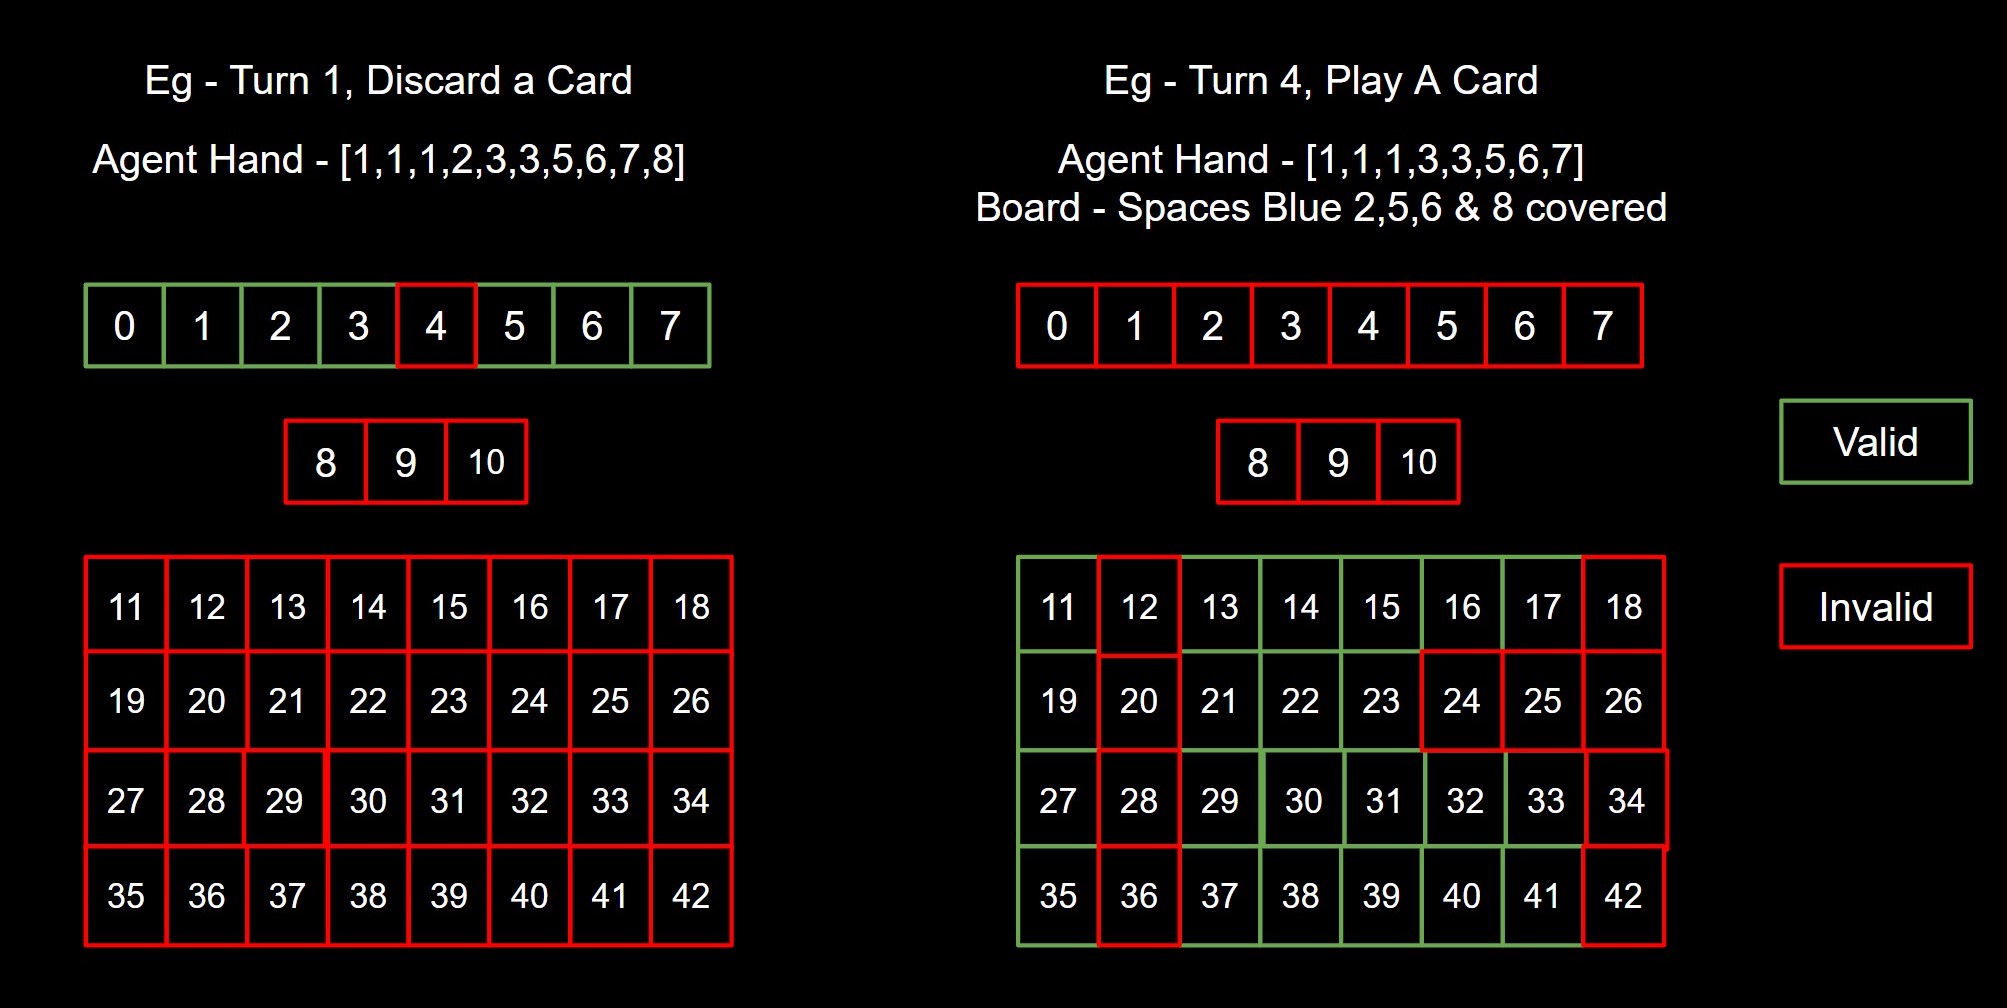 Eg - Turn 1, Discard a Card
Agent Hand - [1,1,1,2,3,3,5,6,7,8]
0 1 2 3 4 5 6 7
8 9 10
11 12 13 14 15 16 17 18
19 20 21 22 23 24 25 26
27 28 29 30 31 32 33 34
35 36 37 38 39 40 41 42
Eg - Turn 4, Play A Card
Agent Hand - [1,1,1,3,3,5,6,7]
Board - Spaces Blue 2,5,6 & 8 covered
0 1 2 3 4 5 6 7
8 9 10
11 12 13 14 15 16 17 18
19 20 21 22 23 24 25 26
27 28 29 30 31 32 33 34
35 36 37 38 39 40 41 42
Valid
Invalid